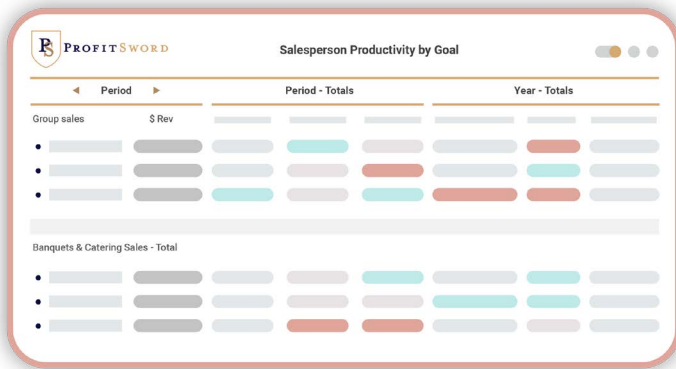 PS PROFITSWORD
Salesperson Productivity by Goal
Period
Period - Totals
Year - Totals
Group sales
$ Rev
Banquets & Catering Sales - Total